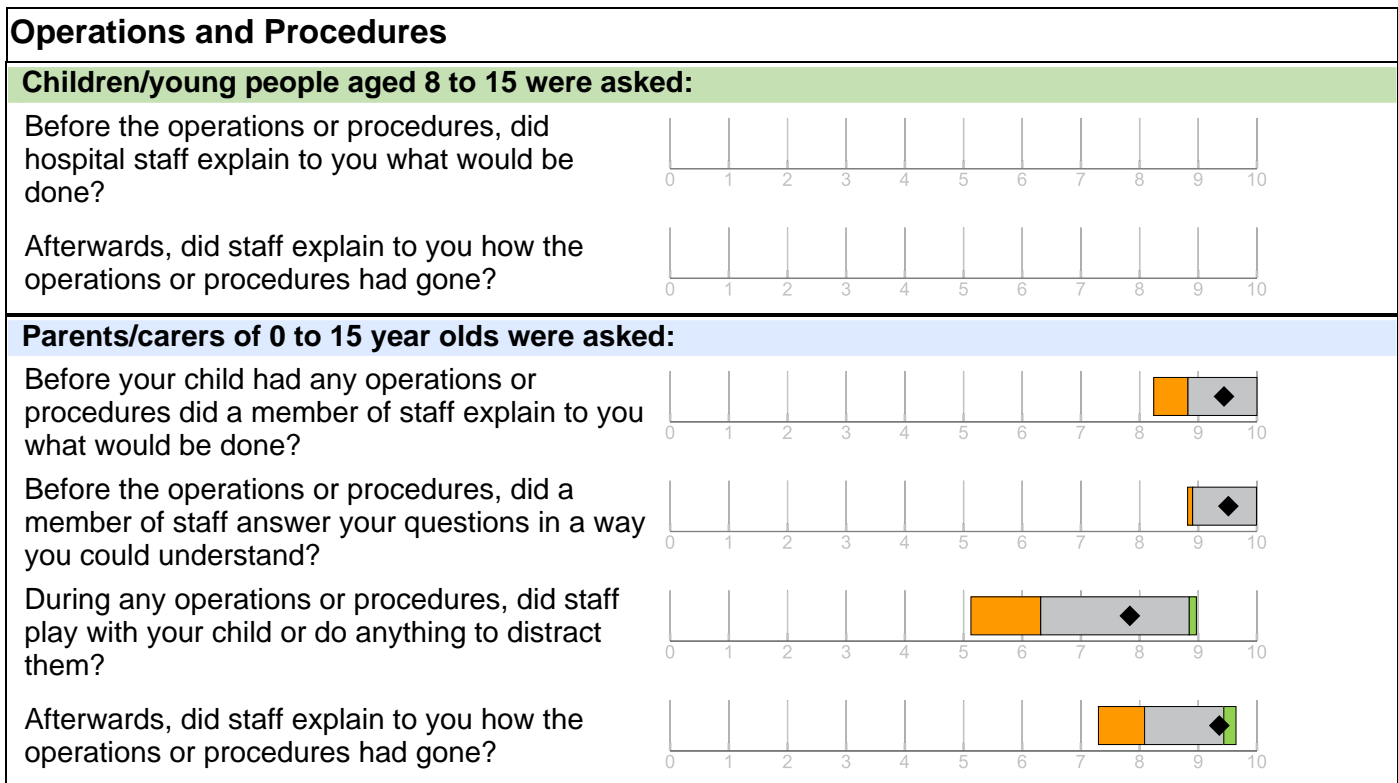 Operations and Procedures
Children/young people aged 8 to 15 were asked:
Before the operations or procedures, did
hospital staff explain to you what would be
done?
0 1 2 3 4 5 6 7 8 9 10
Afterwards, did staff explain to you how the
operations or procedures had gone?
0 1 2 3 4 5 6 7 8 9 10
Parents/carers of 0 to 15 year olds were asked:
Before your child had any operations or
procedures did a member of staff explain to you
what would be done?
0 1 2 3 4 5 6 7 8 9 10
Before the operations or procedures, did a
member of staff answer your questions in a way
you could understand?
0 1 2 3 4 5 6 7 8 9 10
During any operations or procedures, did staff
play with your child or do anything to distract
them?
0 1 2 3 4 5 6 7 8 9 10
Afterwards, did staff explain to you how the
operations or procedures had gone?
0 1 2 3 4 5 6 7 8 9 10